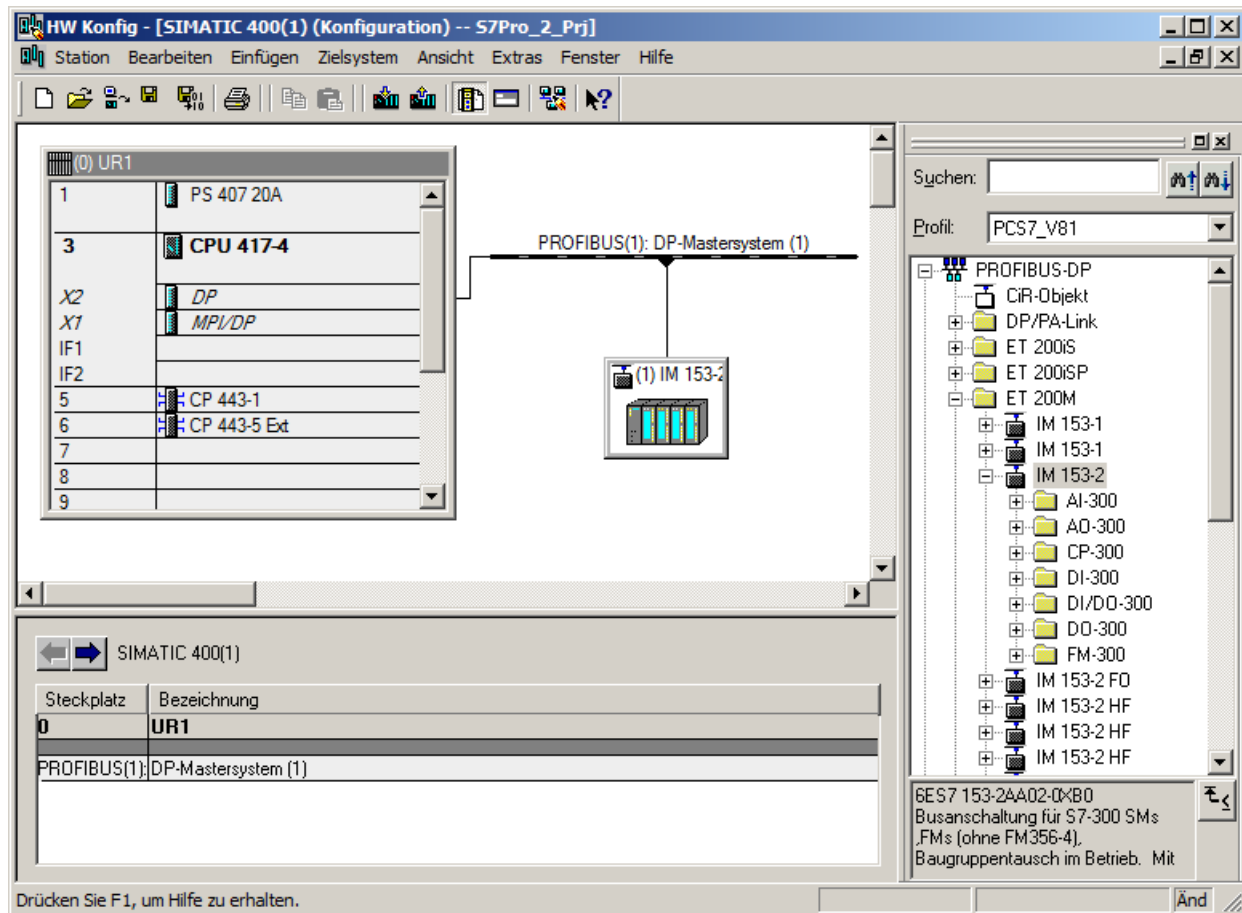 HW Konfig - [SIMATIC 400(1) (Konfiguration) -- S7Pro_2_Prj]
Station Bearbeiten Einfügen Zielsystem Ansicht Extras Fenster Hilfe
(0) UR1
1 PS 407 20A
3 CPU 417-4
X2 DP
X1 MPI/DP
IF1
IF2
5 CP 443-1
6 CP 443-5 Ext
7
8
9
PROFIBUS(1): DP-Mastersystem (1)
(1) IM 153-2
Suchen:
Profil: PCS7_V81
PROFIBUS-DP
CiR-Objekt
DP/PA-Link
ET 200iS
ET 200iSP
ET 200M
IM 153-1
IM 153-1
IM 153-2
AI-300
AO-300
CP-300
DI-300
DI/DO-300
DO-300
FM-300
IM 153-2 FO
IM 153-2 HF
IM 153-2 HF
IM 153-2 HF
6ES7 153-2AA02-0XB0
Busanschaltung für S7-300 SMs
,FMs (ohne FM356-4),
Baugruppentausch im Betrieb. Mit
SIMATIC 400(1)
Steckplatz Bezeichnung
0 UR1
PROFIBUS(1): DP-Mastersystem (1)
Drücken Sie F1, um Hilfe zu erhalten.
Änd